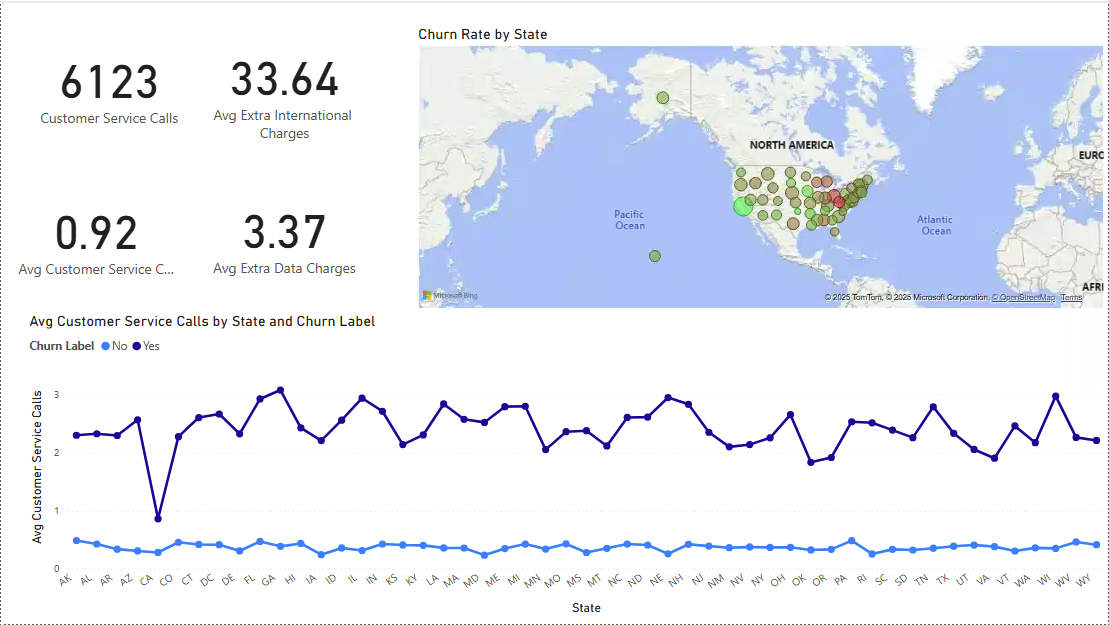 6123
Customer Service Calls
33.64
Avg Extra International
Charges
0.92
Avg Customer Service C...
3.37
Avg Extra Data Charges
Churn Rate by State
NORTH AMERICA
EURO
Pacific
Ocean
Atlantic
Ocean
AFRI
Microsoft Bing
© 2025 TomTom, © 2025 Microsoft Corporation, © OpenStreetMap Terms
Avg Customer Service Calls by State and Churn Label
Churn Label No Yes
Avg Customer Service Calls
3
2
1
0
AK AL AR AZ CA CO CT DC DE FL GA HI IA ID IL IN KS KY LA MA MD ME MI MN MO MS MT NC ND NE NH NJ NM NV NY OH OK OR PA RI SC SD TN TX UT VA VT WA WI WV WY
State